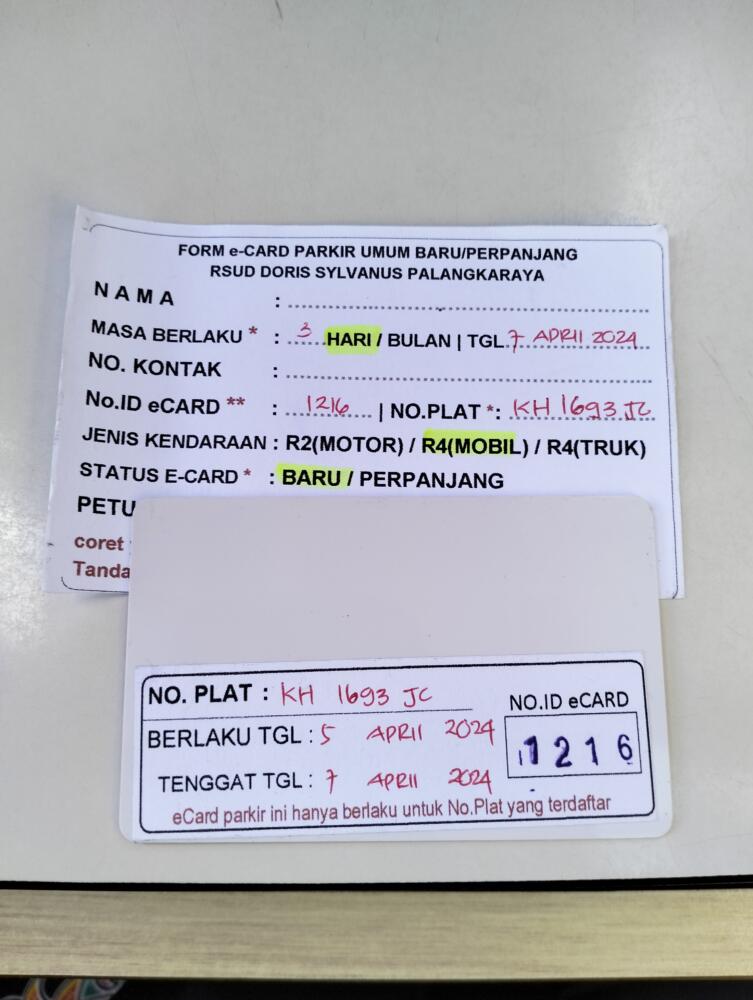 FORM e-CARD PARKIR UMUM BARU/PERPANJANG
RSUD DORIS SYLVANUS PALANGKARAYA
NAMA :
MASA BERLAKU * : 3 HARI / BULAN | TGL 7 APRIL 2024
NO. KONTAK :
No.ID eCARD ** : 1216 | NO.PLAT *: KH 1693 JC
JENIS KENDARAAN : R2(MOTOR) / R4(MOBIL) / R4(TRUK)
STATUS E-CARD * : BARU / PERPANJANG
PETU
coret
Tanda
NO. PLAT : KH 1693 JC
NO.ID eCARD
BERLAKU TGL : 5 APRIL 2024
1216
TENGGAT TGL : 7 APRIL 2024
eCard parkir ini hanya berlaku untuk No.Plat yang terdaftar